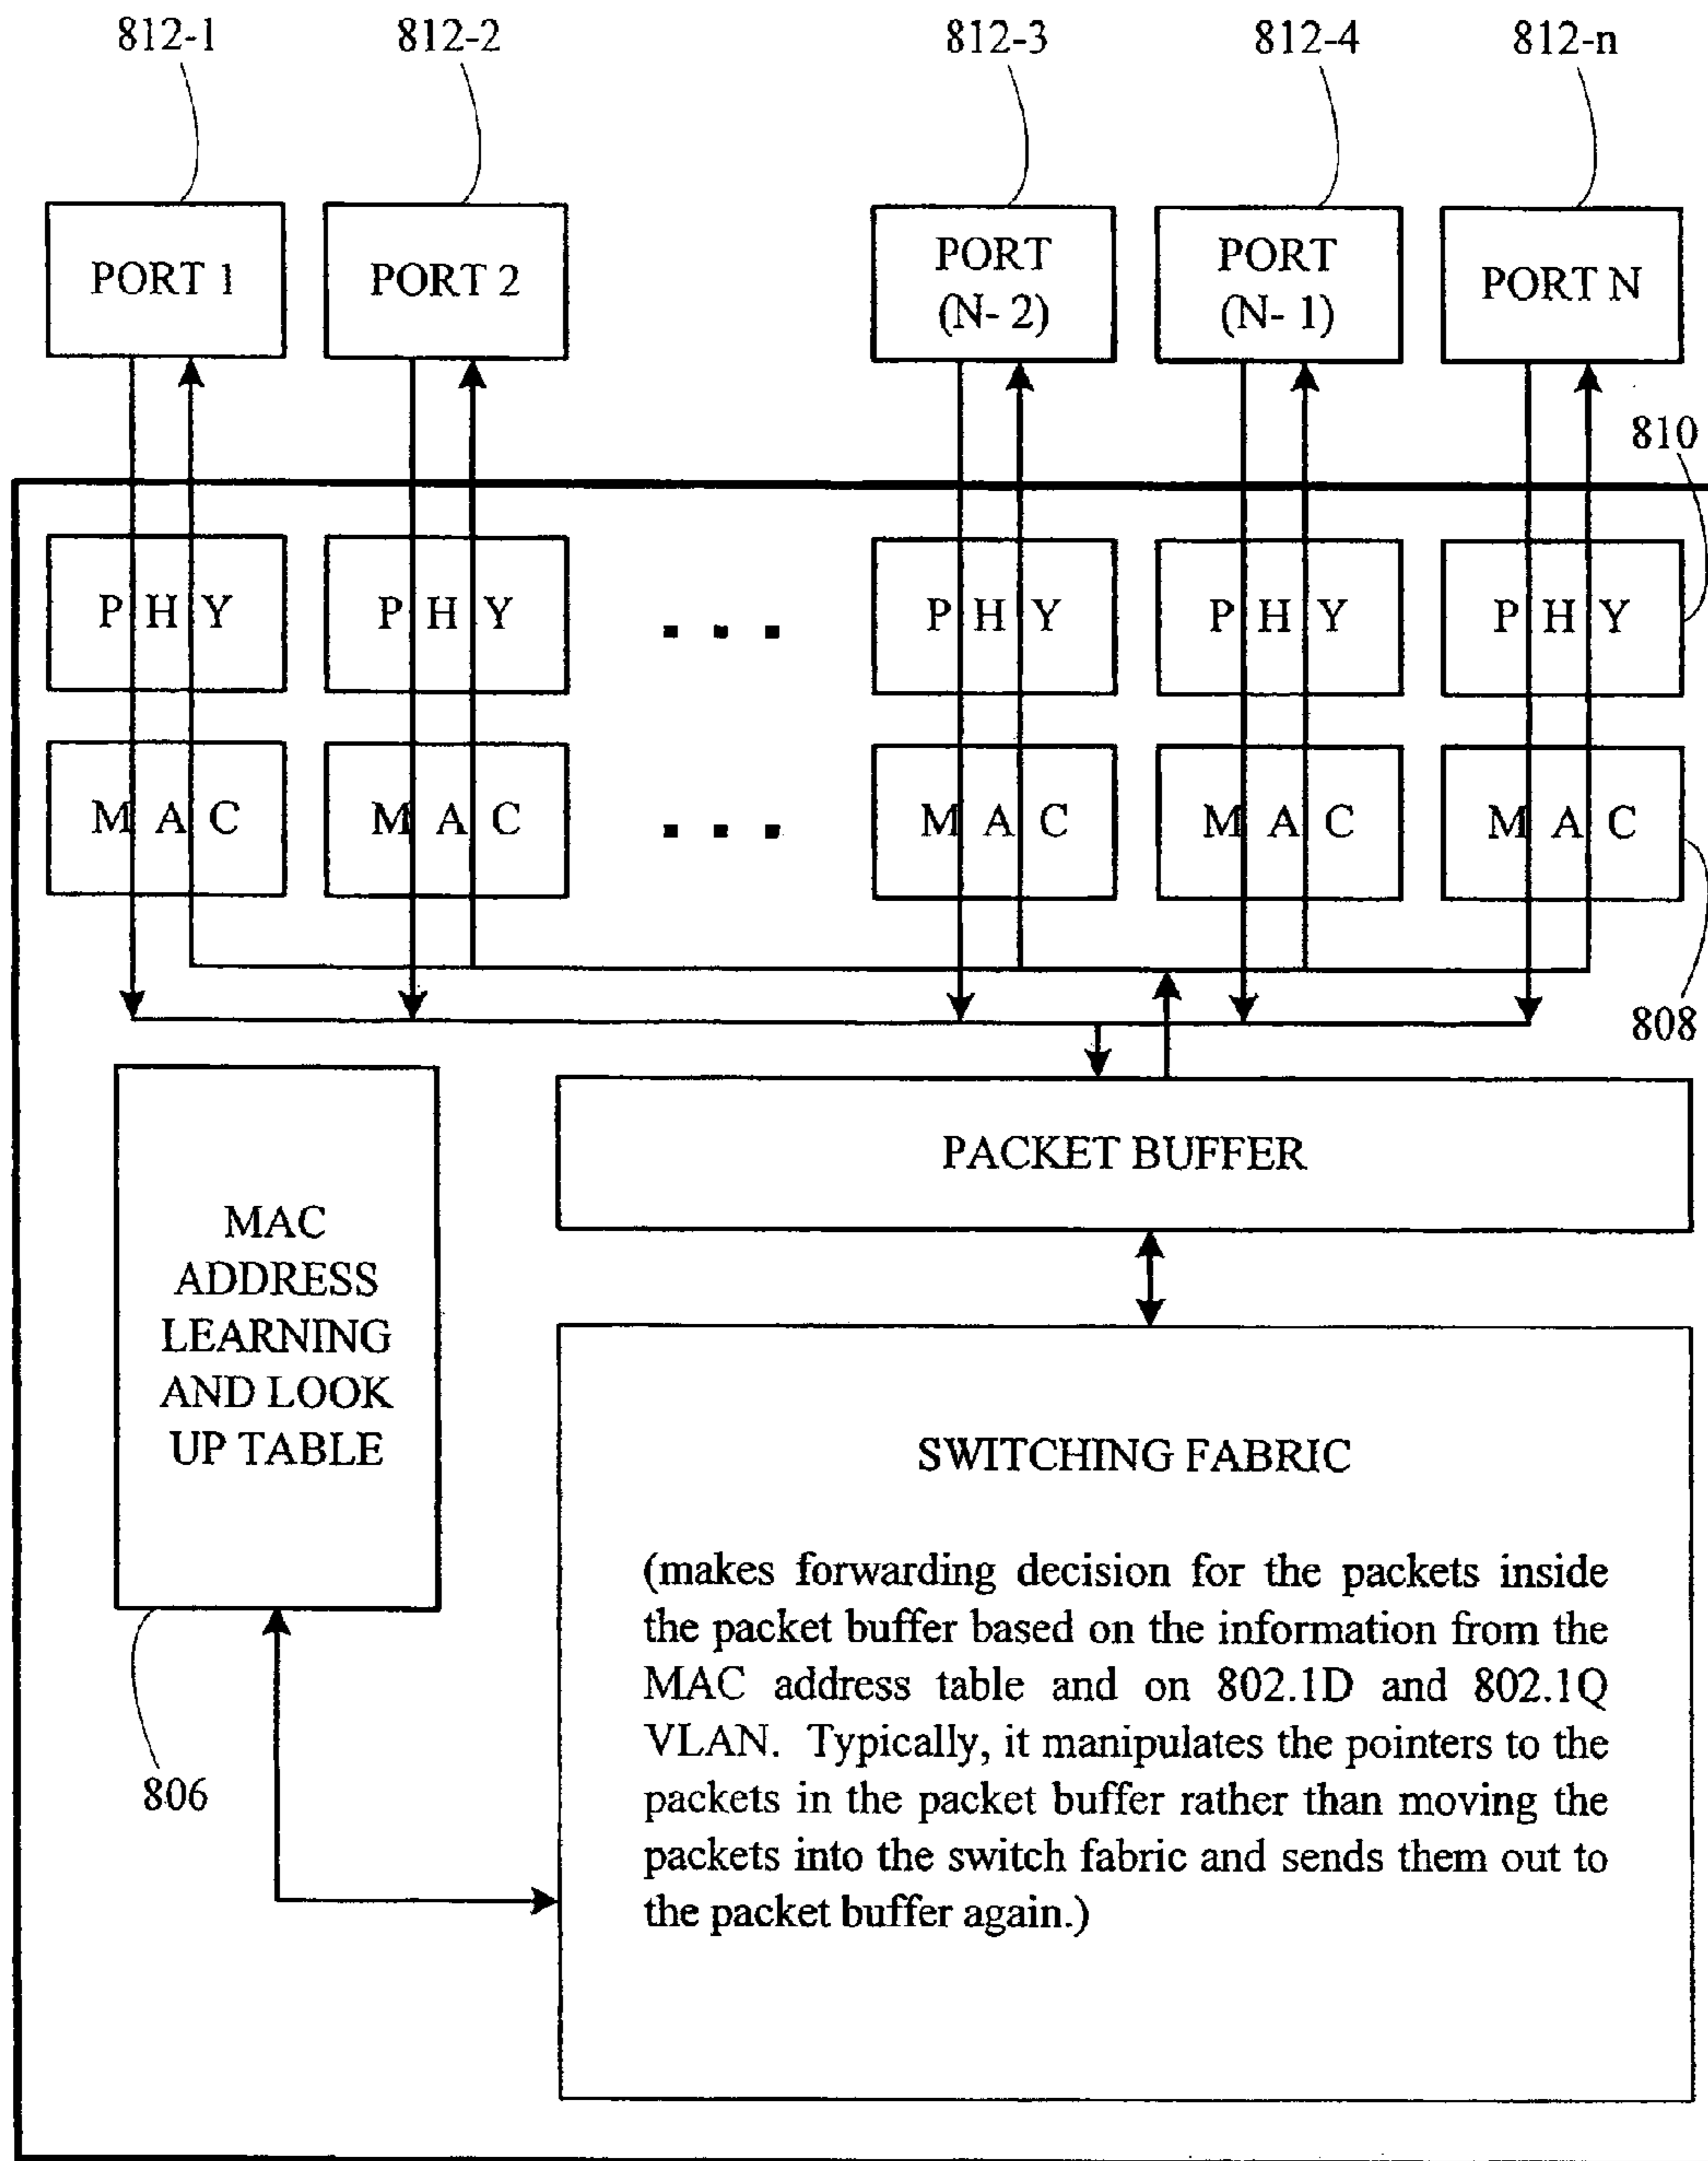 812-1 812-2 812-3 812-4 812-n
PORT 1 PORT 2 PORT PORT PORT N
(N- 2) (N- 1)
810
P H Y P H Y P H Y P H Y P H Y
M A C M A C M A C M A C M A C
808
PACKET BUFFER
MAC
ADDRESS
LEARNING
AND LOOK
UP TABLE
806
SWITCHING FABRIC
(makes forwarding decision for the packets inside
the packet buffer based on the information from the
MAC address table and on 802.1D and 802.1Q
VLAN. Typically, it manipulates the pointers to the
packets in the packet buffer rather than moving the
packets into the switch fabric and sends them out to
the packet buffer again.)